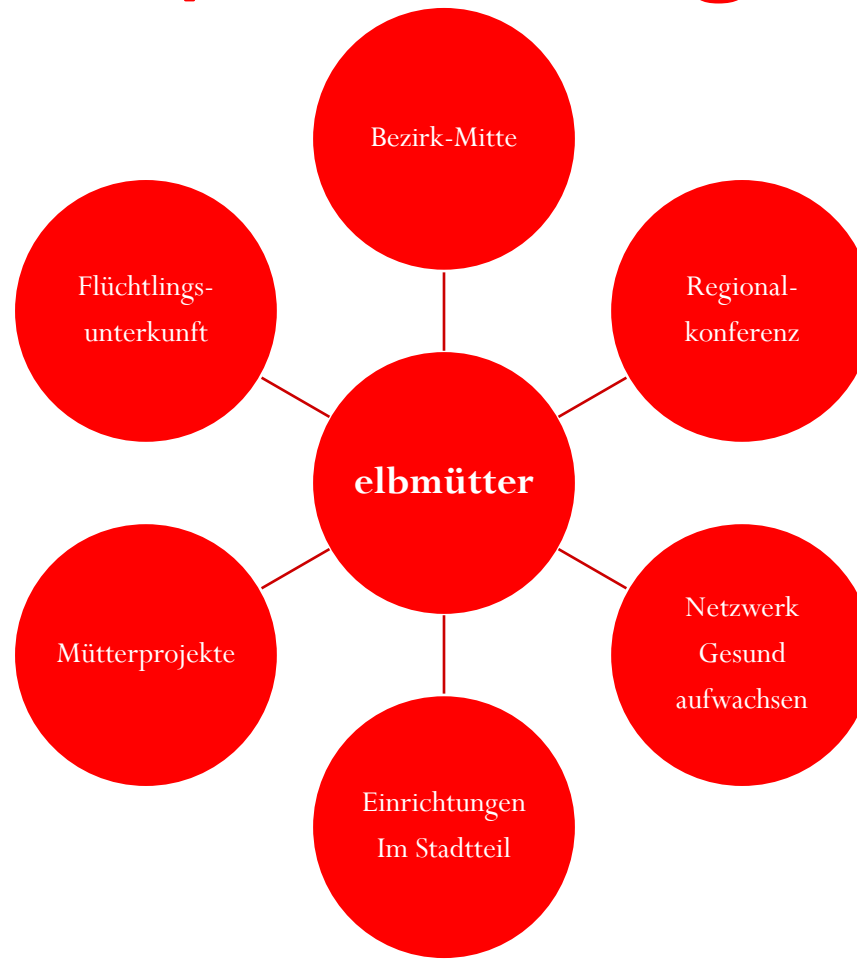 Bezirk-Mitte
Flüchtlings-
unterkunft
Regional-
konferenz
elbmütter
Mütterprojekte
Netzwerk
Gesund
aufwachsen
Einrichtungen
Im Stadtteil